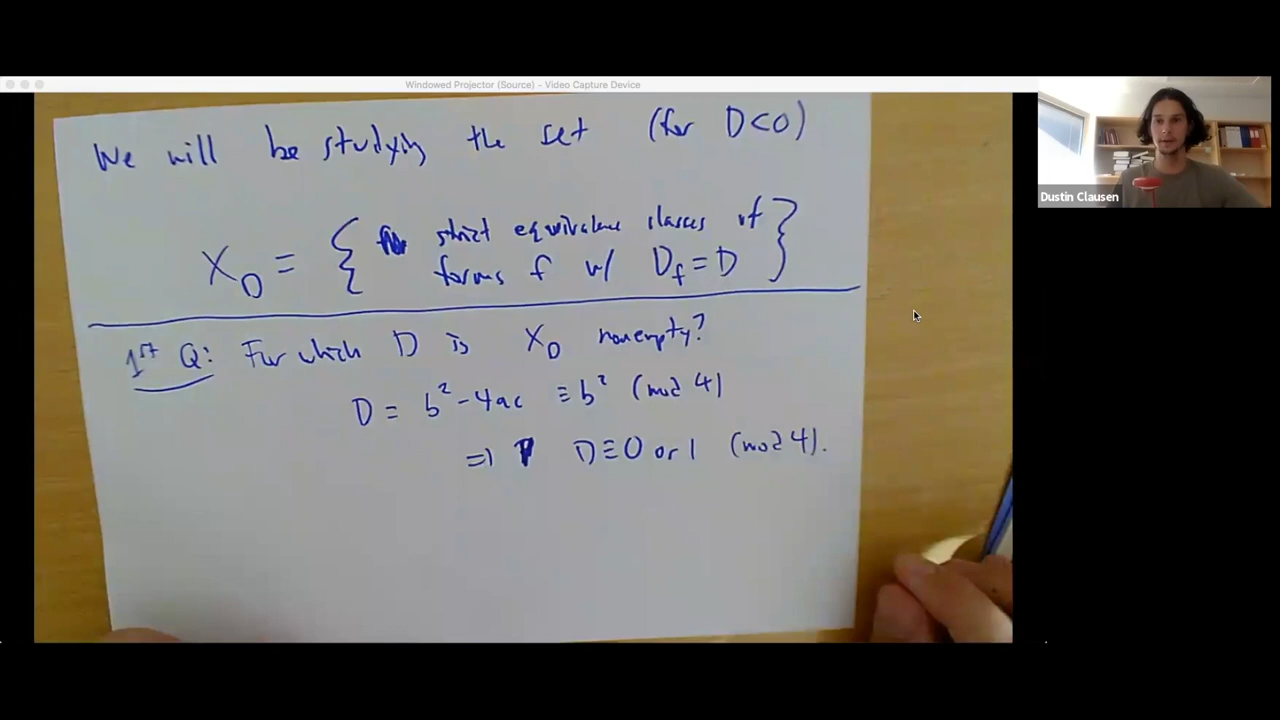 Windowed Projector (Source) - Video Capture Device
We will be studying the set (for D<0)
X_D = { strict equivalence classes of
forms f w/ D_f = D }
1st Q: For which D is X_D nonempty?
D = b² - 4ac ≡ b² (mod 4)
⇒ D ≡ 0 or 1 (mod 4).
Dustin Clausen